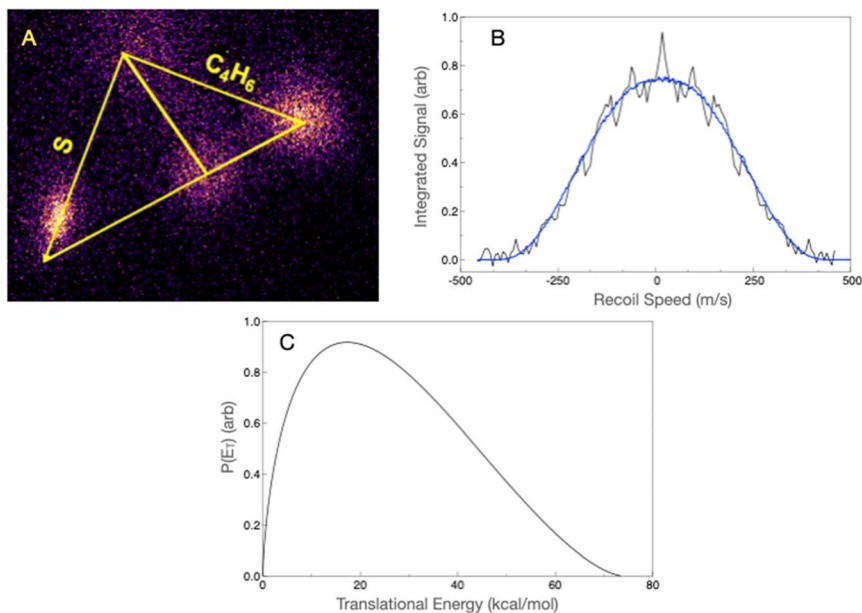 A
S
C₄H₆
B
Integrated Signal (arb)
1.0
0.8
0.6
0.4
0.2
0.0
-500 -250 0 250 500
Recoil Speed (m/s)
C
P(Eᴛ) (arb)
1.0
0.8
0.6
0.4
0.2
0.0
0 20 40 60 80
Translational Energy (kcal/mol)